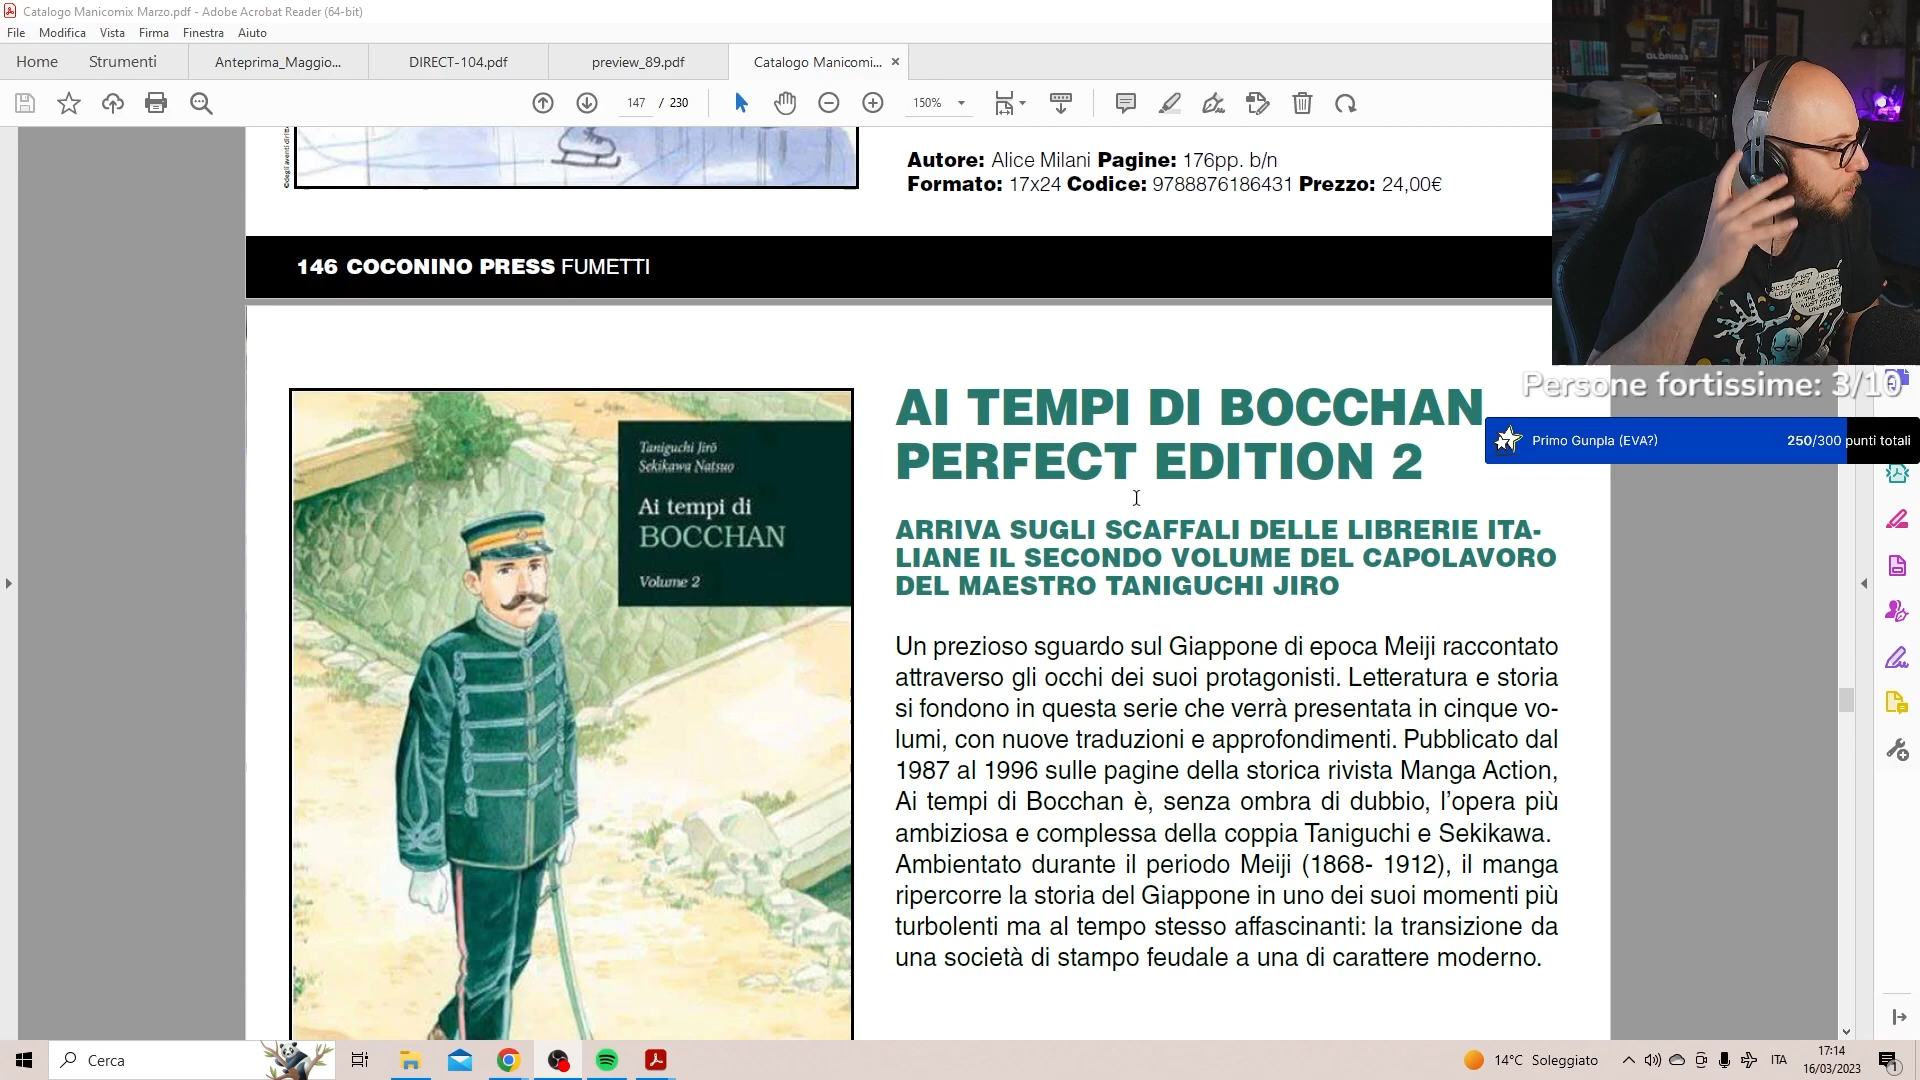 Catalogo Manicomix Marzo.pdf - Adobe Acrobat Reader (64-bit)
File Modifica Vista Firma Finestra Aiuto
Home Strumenti Anteprima_Maggio... DIRECT-104.pdf preview_89.pdf Catalogo Manicomi... ×
147 / 230 150%
Autore: Alice Milani Pagine: 176pp. b/n
Formato: 17x24 Codice: 9788876186431 Prezzo: 24,00€
146 COCONINO PRESS FUMETTI
Persone fortissime: 3/10
Primo Gunpla (EVA?) 250/300 punti totali
Taniguchi Jirō
Sekikawa Natsuo
Ai tempi di
BOCCHAN
Volume 2
AI TEMPI DI BOCCHAN
PERFECT EDITION 2
ARRIVA SUGLI SCAFFALI DELLE LIBRERIE ITA-
LIANE IL SECONDO VOLUME DEL CAPOLAVORO
DEL MAESTRO TANIGUCHI JIRO
Un prezioso sguardo sul Giappone di epoca Meiji raccontato
attraverso gli occhi dei suoi protagonisti. Letteratura e storia
si fondono in questa serie che verrà presentata in cinque vo-
lumi, con nuove traduzioni e approfondimenti. Pubblicato dal
1987 al 1996 sulle pagine della storica rivista Manga Action,
Ai tempi di Bocchan è, senza ombra di dubbio, l'opera più
ambiziosa e complessa della coppia Taniguchi e Sekikawa.
Ambientato durante il periodo Meiji (1868- 1912), il manga
ripercorre la storia del Giappone in uno dei suoi momenti più
turbolenti ma al tempo stesso affascinanti: la transizione da
una società di stampo feudale a una di carattere moderno.
Cerca
14°C Soleggiato ITA
17:14
16/03/2023
1